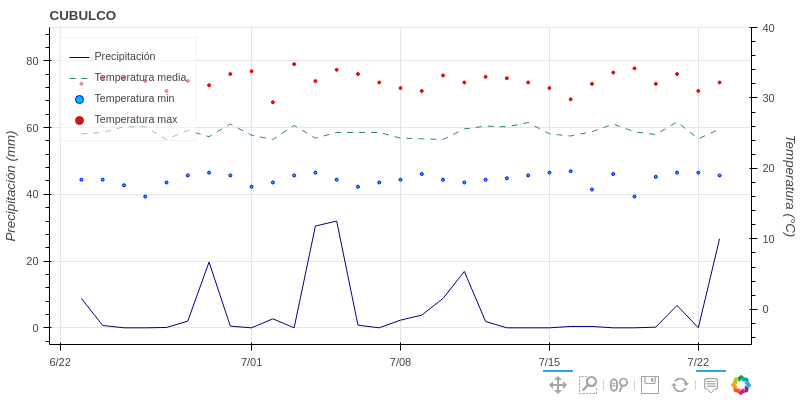 CUBULCO
Precipitación
Temperatura media
Temperatura min
Temperatura max
Precipitación (mm)
80
60
40
20
0
Temperatura (°C)
40
30
20
10
0
6/22
7/01
7/08
7/15
7/22